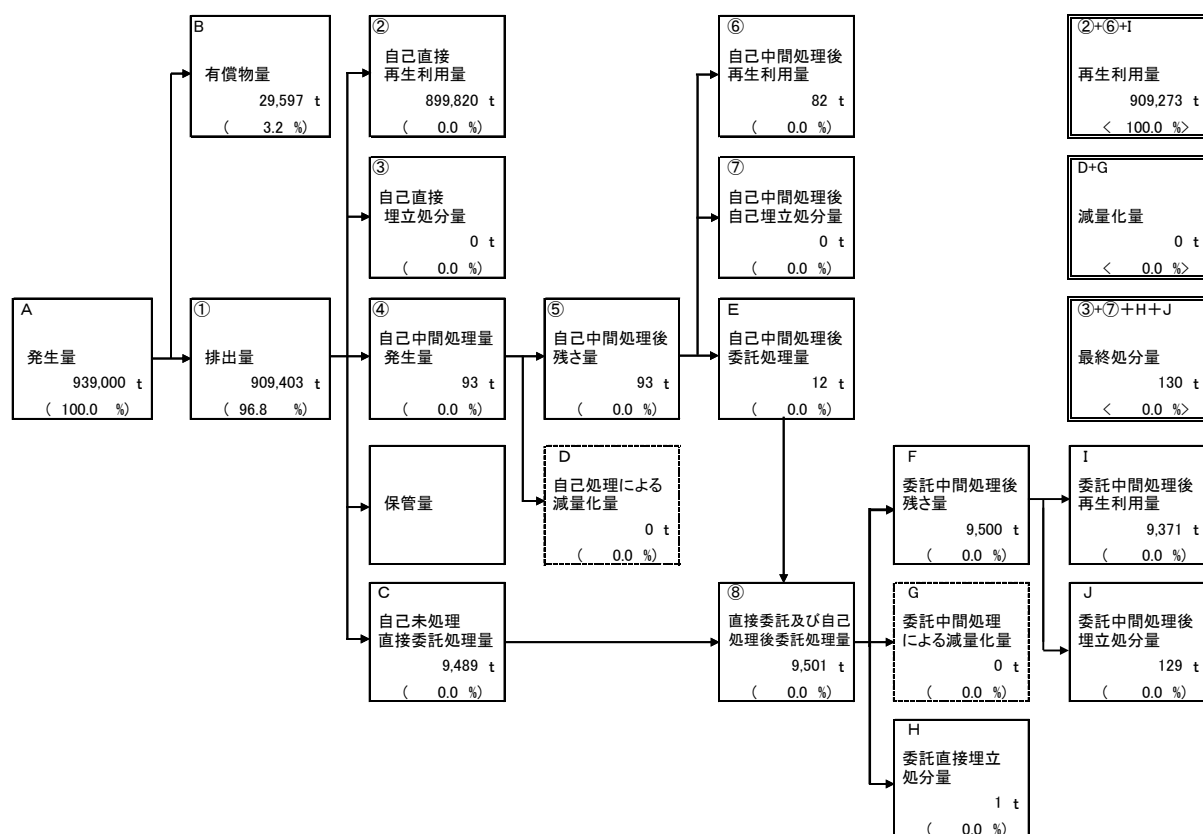 B
有償物量
29,597 t
( 3.2 %)
②
自己直接
再生利用量
899,820 t
( 0.0 %)
⑥
自己中間処理後
再生利用量
82 t
( 0.0 %)
②+⑥+I
再生利用量
909,273 t
< 100.0 %>
③
自己直接
埋立処分量
0 t
( 0.0 %)
⑦
自己中間処理後
自己埋立処分量
0 t
( 0.0 %)
D+G
減量化量
0 t
< 0.0 %>
A
発生量
939,000 t
( 100.0 %)
①
排出量
909,403 t
( 96.8 %)
④
自己中間処理量
発生量
93 t
( 0.0 %)
⑤
自己中間処理後
残さ量
93 t
( 0.0 %)
E
自己中間処理後
委託処理量
12 t
( 0.0 %)
③+⑦+H+J
最終処分量
130 t
< 0.0 %>
保管量
D
自己処理による
減量化量
0 t
( 0.0 %)
F
委託中間処理後
残さ量
9,500 t
( 0.0 %)
I
委託中間処理後
再生利用量
9,371 t
( 0.0 %)
C
自己未処理
直接委託処理量
9,489 t
( 0.0 %)
⑧
直接委託及び自己
処理後委託処理量
9,501 t
( 0.0 %)
G
委託中間処理
による減量化量
0 t
( 0.0 %)
J
委託中間処理後
埋立処分量
129 t
( 0.0 %)
H
委託直接埋立
処分量
1 t
( 0.0 %)